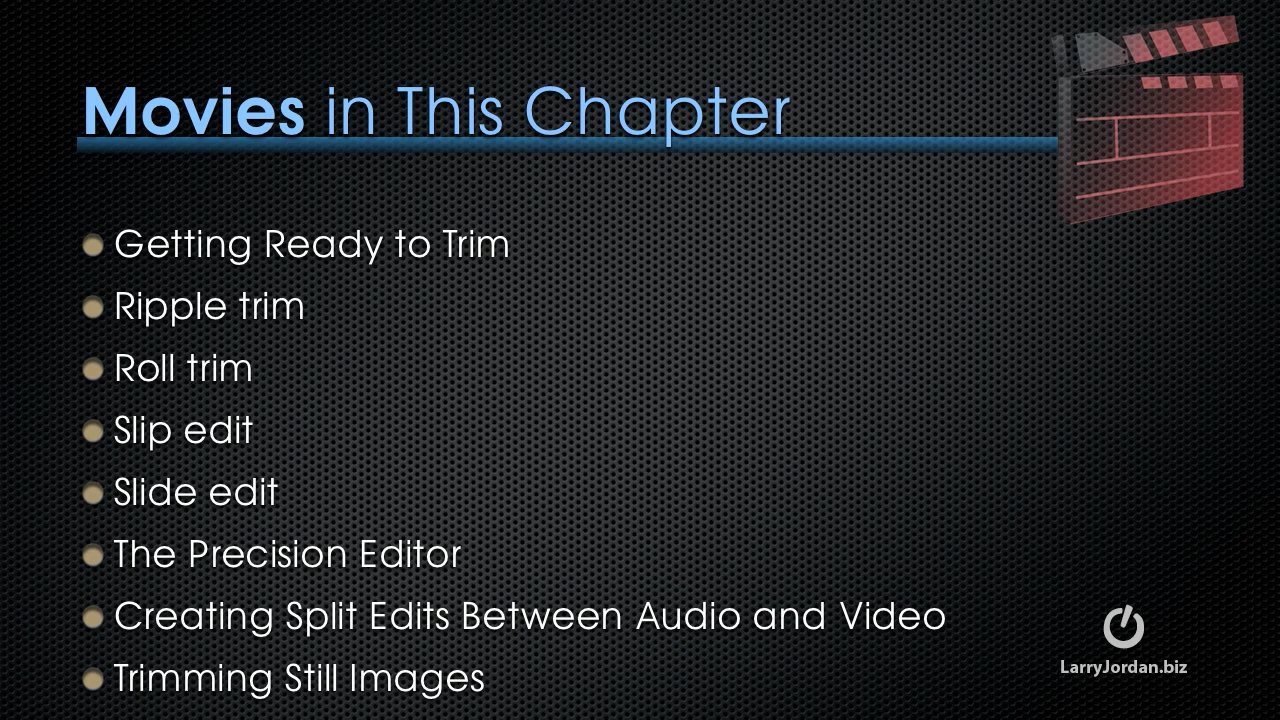 Movies in This Chapter
Getting Ready to Trim
Ripple trim
Roll trim
Slip edit
Slide edit
The Precision Editor
Creating Split Edits Between Audio and Video
Trimming Still Images
LarryJordan.biz